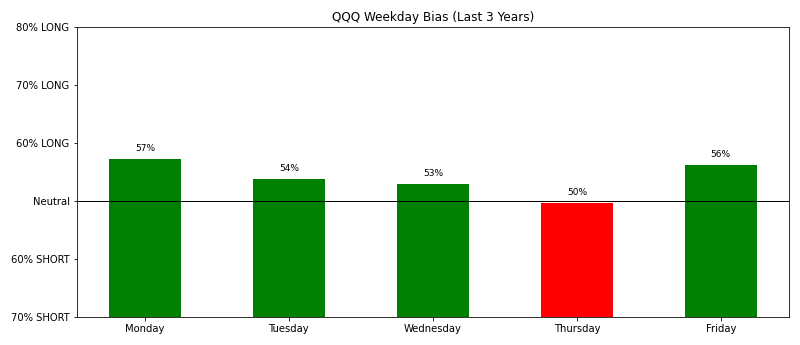 QQQ Weekday Bias (Last 3 Years)
80% LONG
70% LONG
60% LONG
Neutral
60% SHORT
70% SHORT
57%
54%
53%
50%
56%
Monday
Tuesday
Wednesday
Thursday
Friday